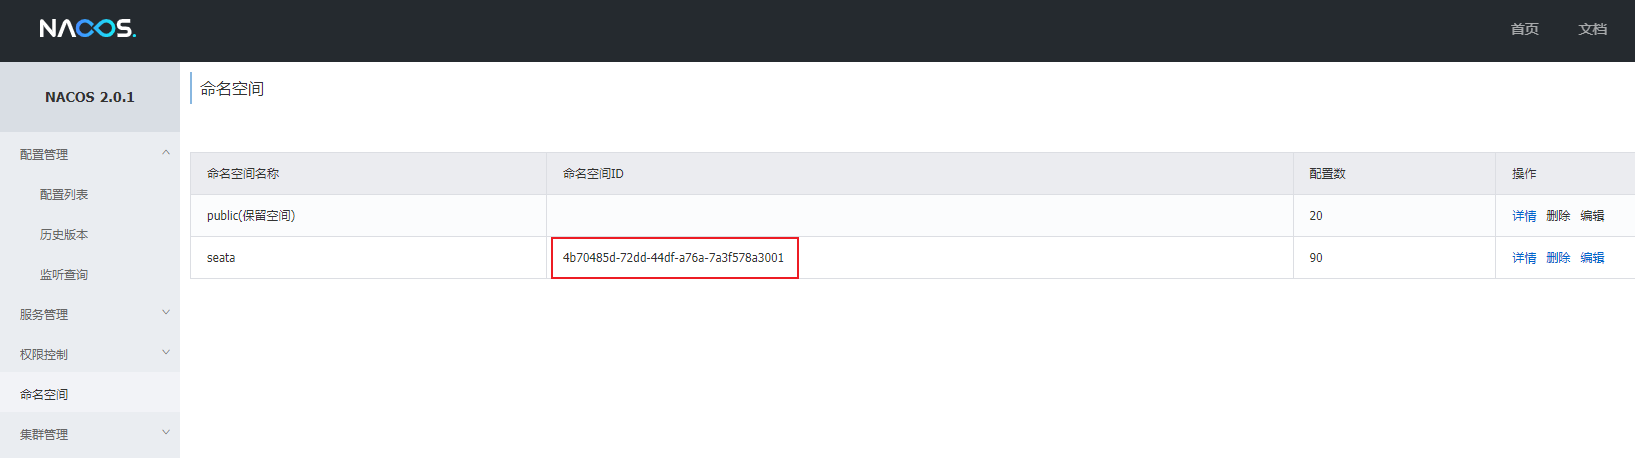 NACOS.
首页 文档
NACOS 2.0.1
配置管理
配置列表
历史版本
监听查询
服务管理
权限控制
命名空间
集群管理
命名空间
命名空间名称 命名空间ID 配置数 操作
public(保留空间) 20 详情 删除 编辑
seata 4b70485d-72dd-44df-a76a-7a3f578a3001 90 详情 删除 编辑